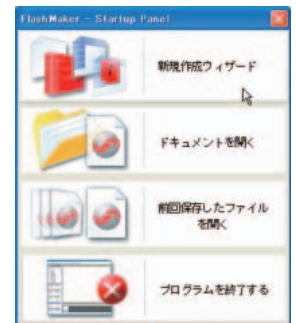 FlashMaker - Startup Panel
新規作成ウィザード
ドキュメントを開く
前回保存したファイル
を開く
プログラムを終了する